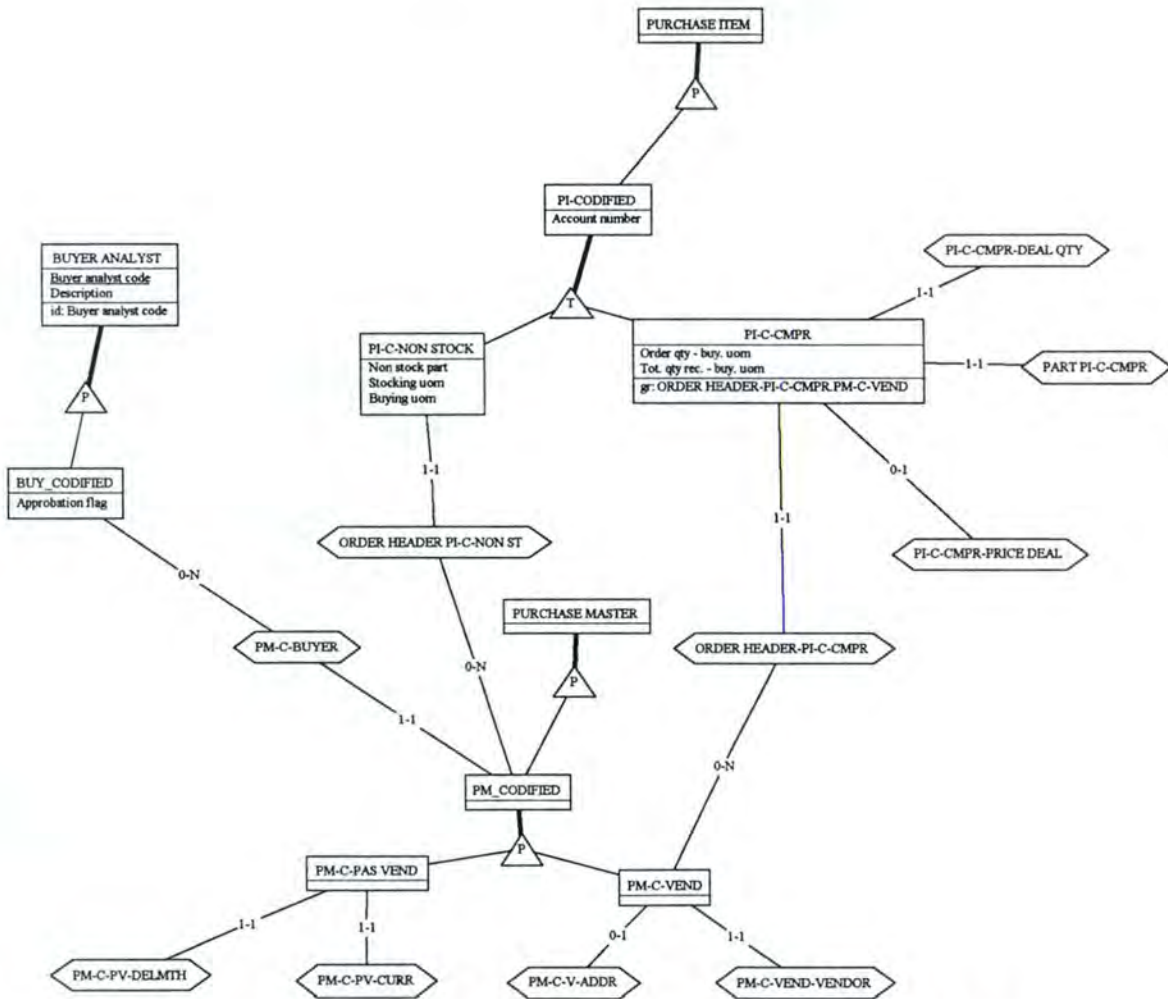 PURCHASE ITEM
P
PI-CODIFIED
Account number
T
BUYER ANALYST
Buyer analyst code
Description
id: Buyer analyst code
P
BUY_CODIFIED
Approbation flag
PI-C-NON STOCK
Non stock part
Stocking uom
Buying uom
PI-C-CMPR
Order qty - buy. uom
Tot. qty rec. - buy. uom
gr: ORDER HEADER-PI-C-CMPR.PM-C-VEND
1-1
PI-C-CMPR-DEAL QTY
1-1
PART PI-C-CMPR
0-1
PI-C-CMPR-PRICE DEAL
1-1
ORDER HEADER PI-C-NON ST
1-1
ORDER HEADER-PI-C-CMPR
0-N
PM-C-BUYER
1-1
0-N
PURCHASE MASTER
P
0-N
PM_CODIFIED
P
PM-C-PAS VEND
PM-C-VEND
1-1
1-1
0-1
1-1
PM-C-PV-DELMTH
PM-C-PV-CURR
PM-C-V-ADDR
PM-C-VEND-VENDOR